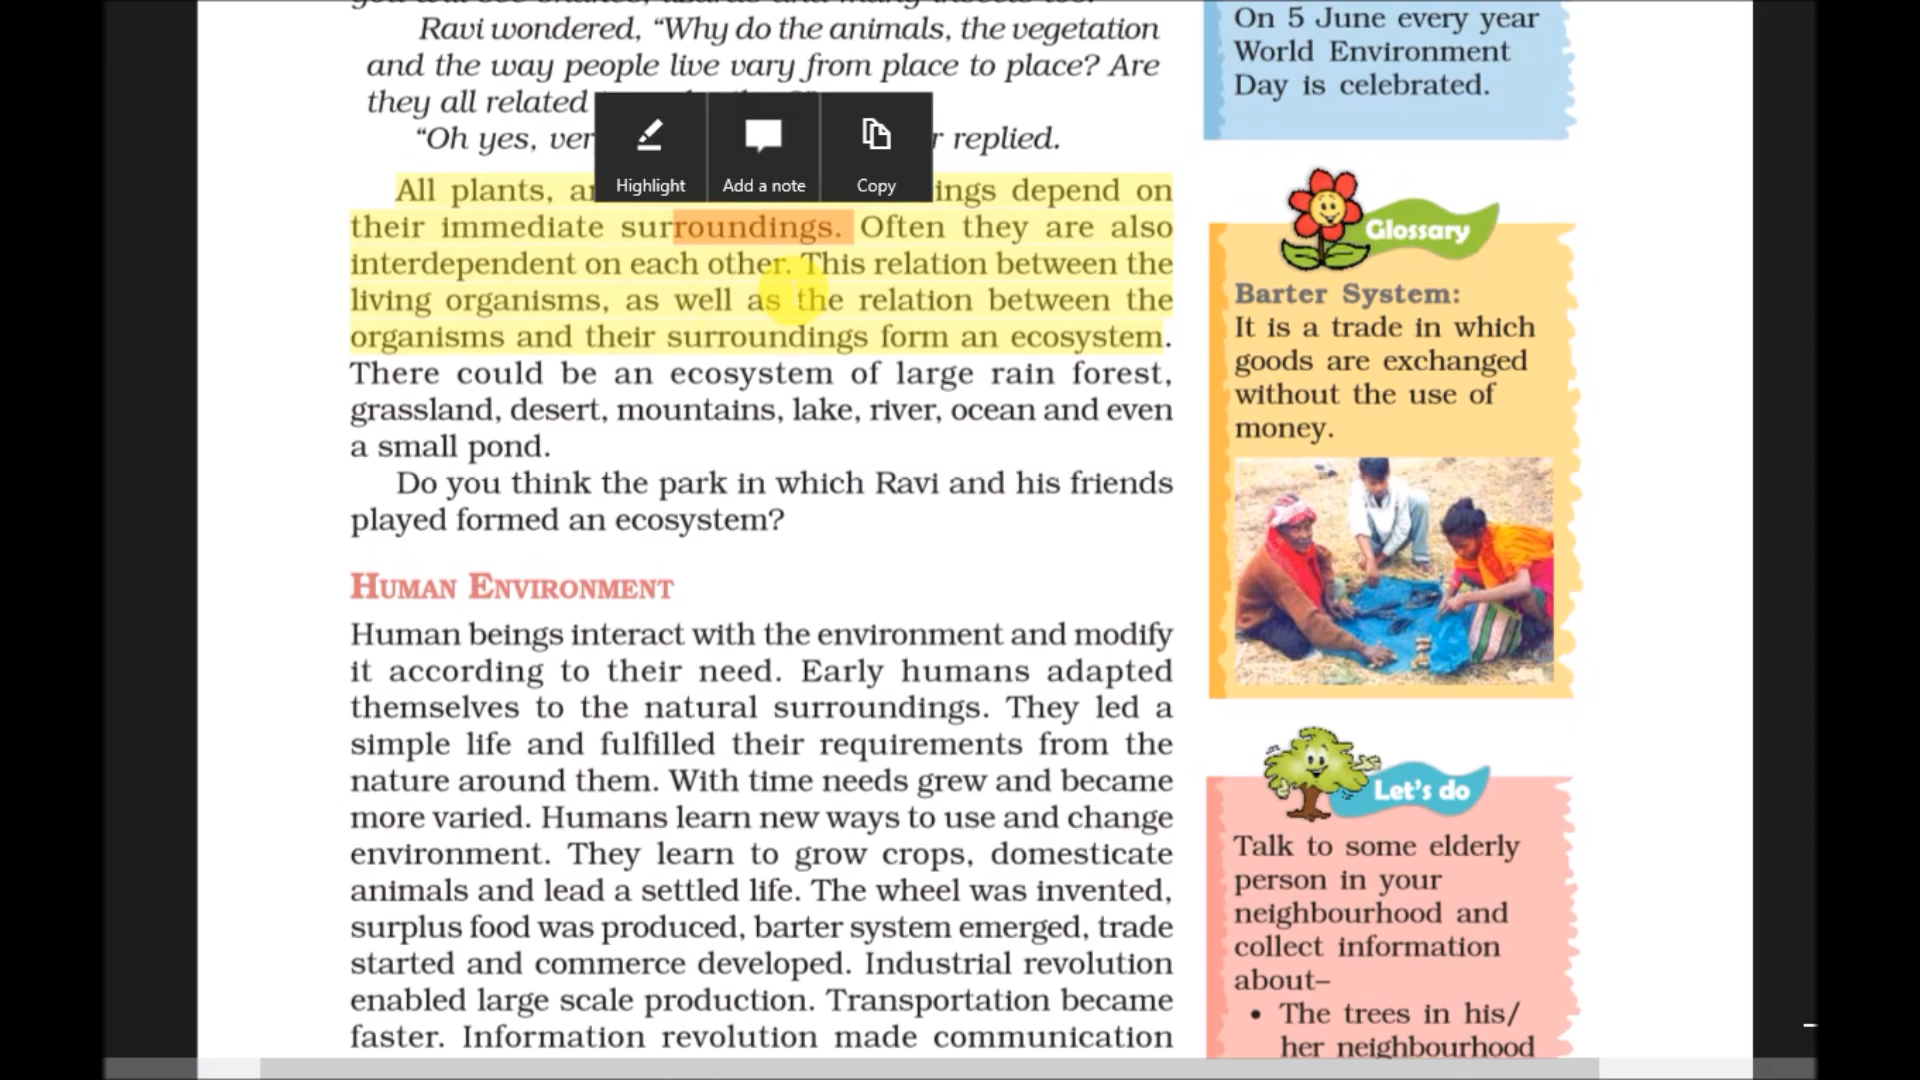 Ravi wondered, “Why do the animals, the vegetation
and the way people live vary from place to place? Are
they all related
“Oh yes, replied.
All plants, depend on
their immediate surroundings. Often they are also
interdependent on each other. This relation between the
living organisms, as well as the relation between the
organisms and their surroundings form an ecosystem.
There could be an ecosystem of large rain forest,
grassland, desert, mountains, lake, river, ocean and even
a small pond.
Do you think the park in which Ravi and his friends
played formed an ecosystem?
HUMAN ENVIRONMENT
Human beings interact with the environment and modify
it according to their need. Early humans adapted
themselves to the natural surroundings. They led a
simple life and fulfilled their requirements from the
nature around them. With time needs grew and became
more varied. Humans learn new ways to use and change
environment. They learn to grow crops, domesticate
animals and lead a settled life. The wheel was invented,
surplus food was produced, barter system emerged, trade
started and commerce developed. Industrial revolution
enabled large scale production. Transportation became
faster. Information revolution made communication
Highlight
Add a note
Copy
On 5 June every year
World Environment
Day is celebrated.
Glossary
Barter System:
It is a trade in which
goods are exchanged
without the use of
money.
Let’s do
Talk to some elderly
person in your
neighbourhood and
collect information
about–
• The trees in his/
her neighbourhood